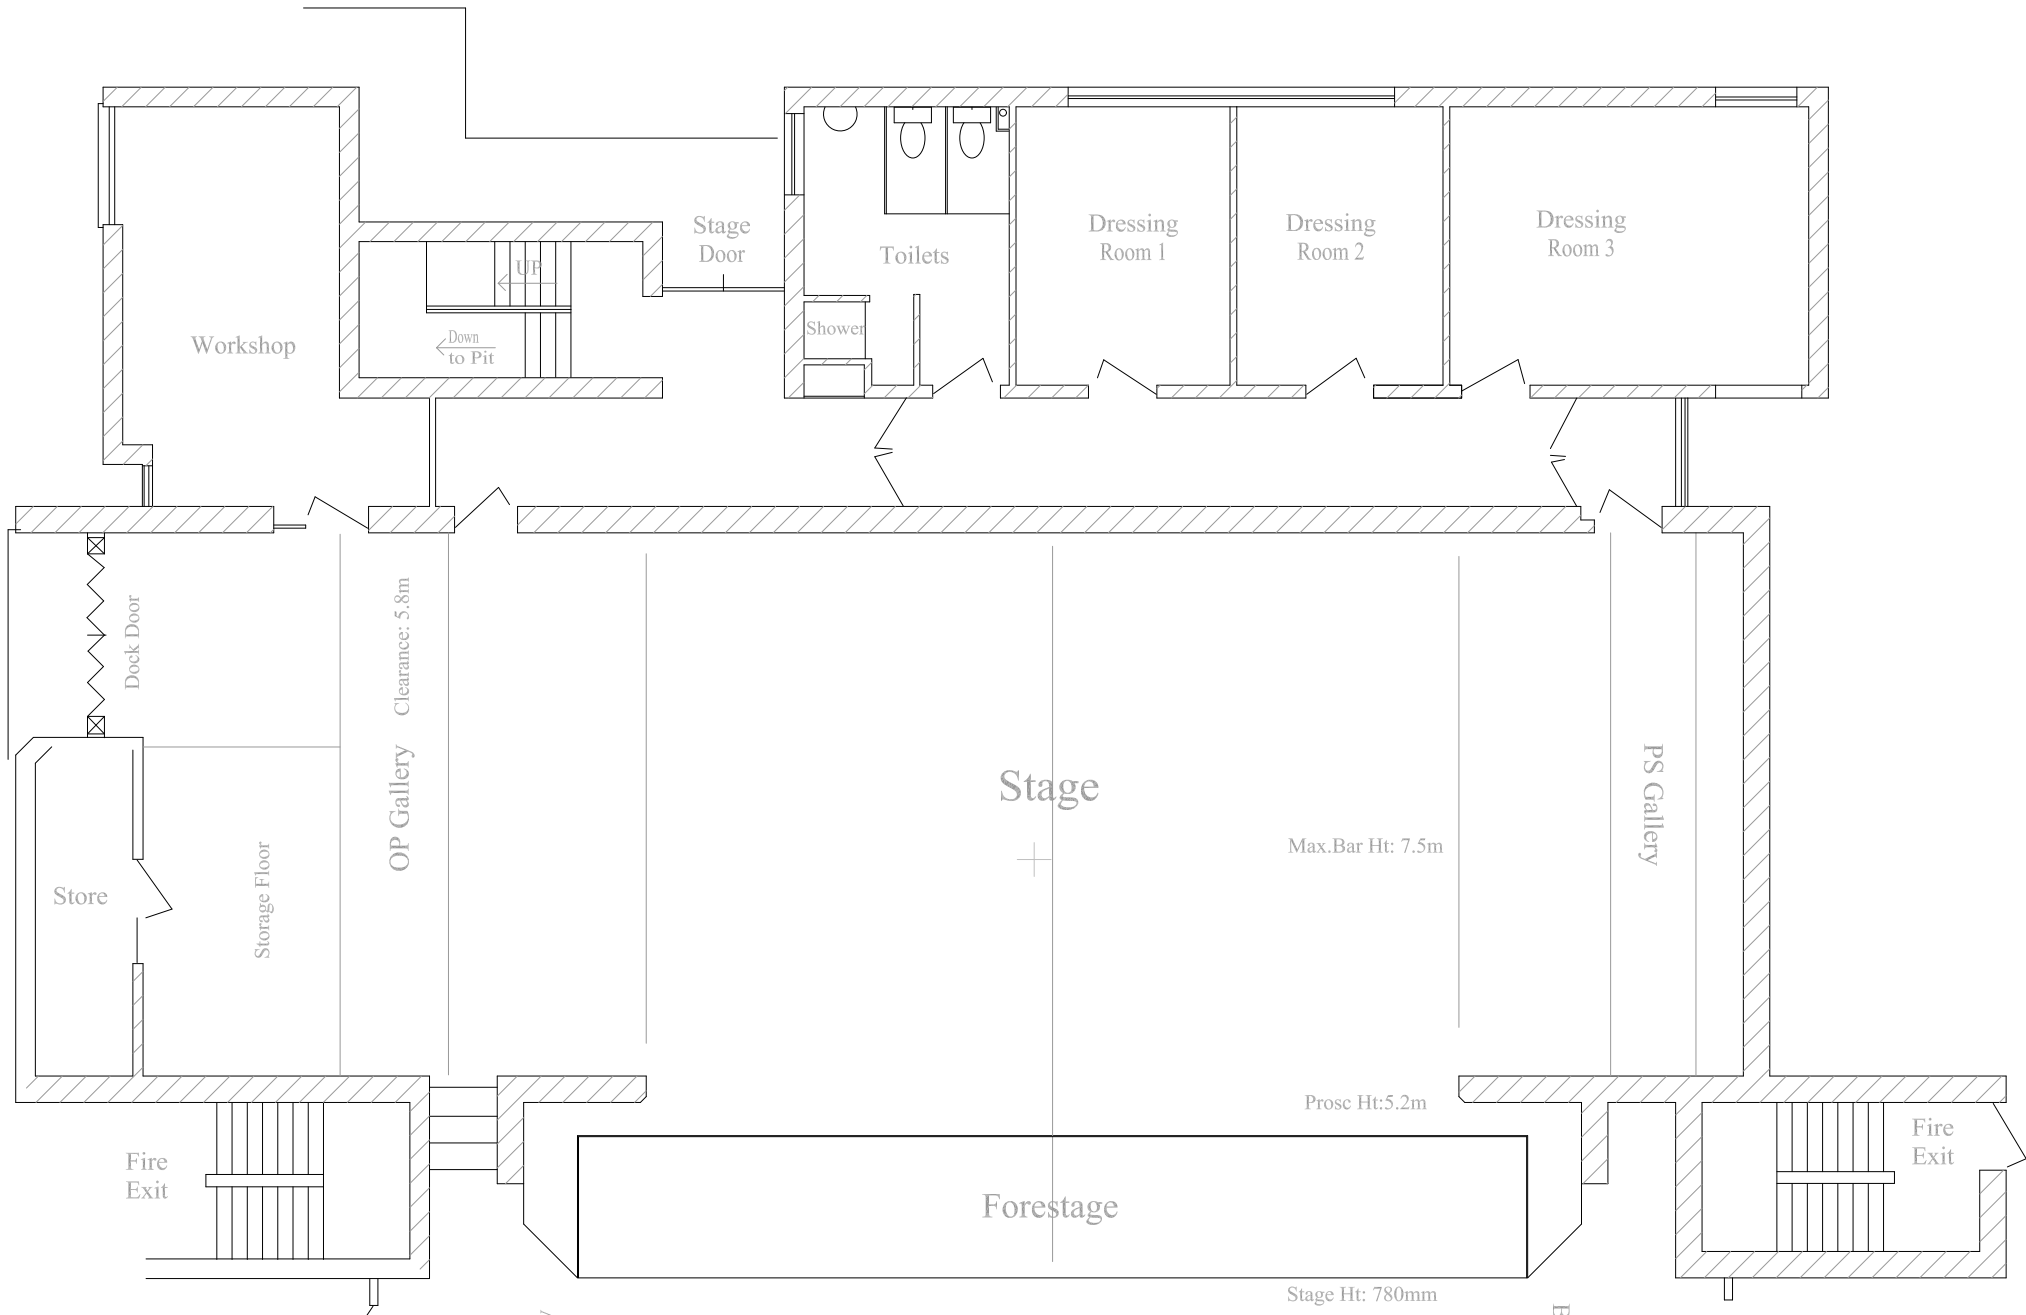 Stage
Door
Toilets
Dressing
Room 1
Dressing
Room 2
Dressing
Room 3
UP
Down
to Pit
Shower
Workshop
Dock Door
Clearance: 5.8m
OP Gallery
Storage Floor
Store
Stage
Max.Bar Ht: 7.5m
PS Gallery
Prosc Ht:5.2m
Fire
Exit
Fire
Exit
Forestage
Stage Ht: 780mm
E